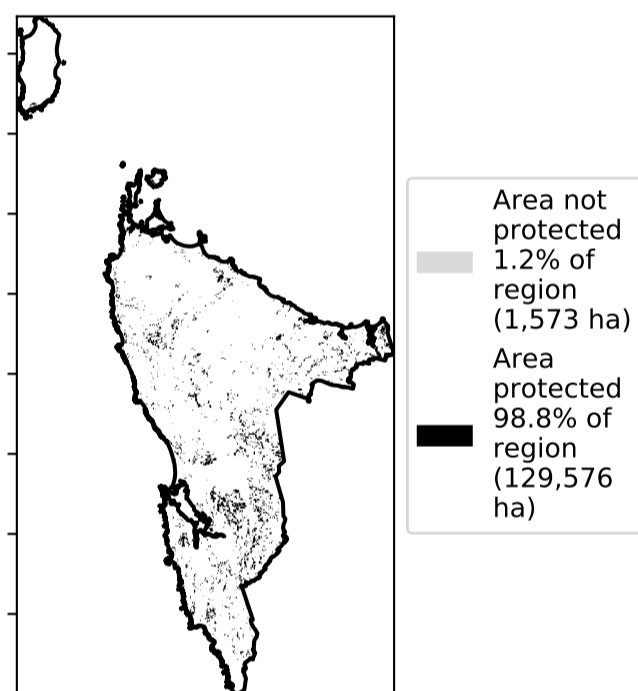 Area not
protected
1.2% of
region
(1,573 ha)
Area
protected
98.8% of
region
(129,576
ha)